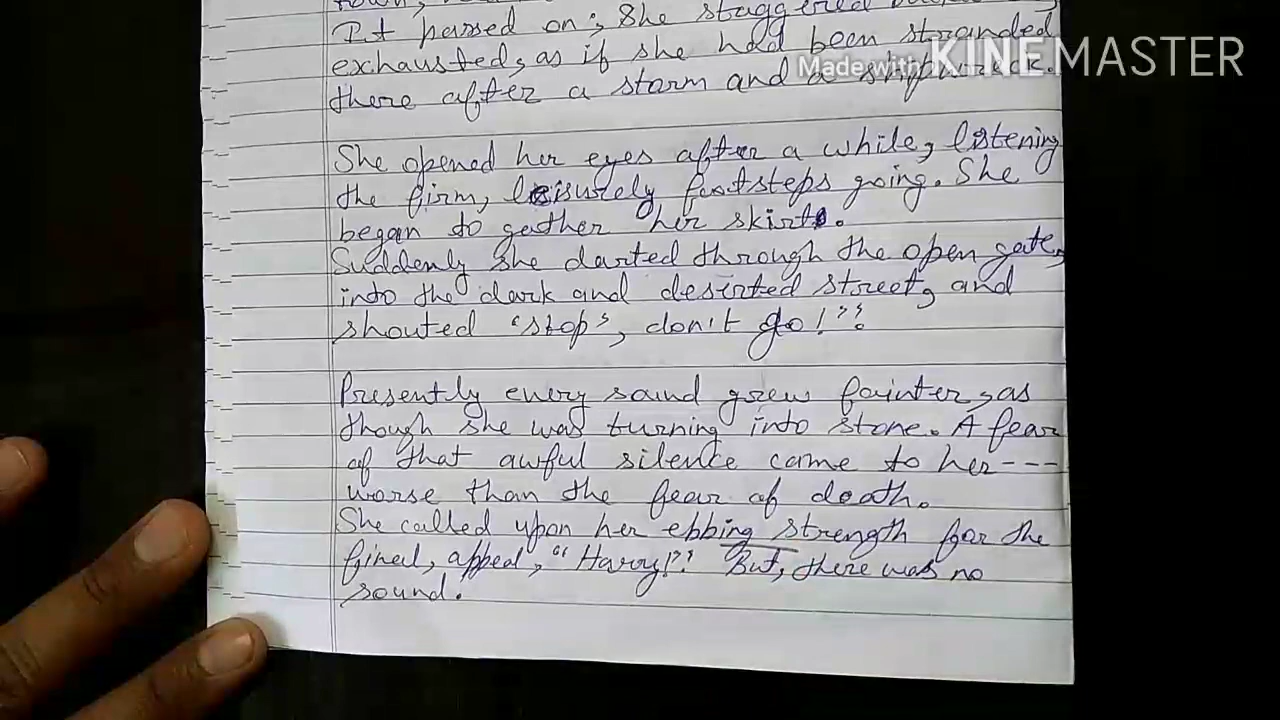 It passed on; She staggered
exhausted, as if she had been stranded
there after a storm and a shipwreck.
Made with KINEMASTER
She opened her eyes after a while, listening
the firm, leisutely footsteps going. She
began to gather her skirts.
Suddenly she darted through the open gate,
into the dark and deserted street, and
shouted "stop", don't go!"
Presently every sound grew fainter, as
though she was turning into stone. A fear
of that awful silence came to her---
worse than the fear of death.
She called upon her ebbing strength for the
final, appeal, "Harry!" But, there was no
sound.